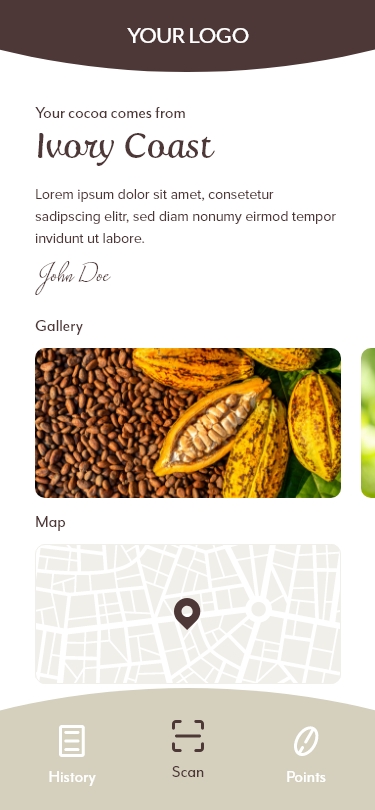 YOUR LOGO
Your cocoa comes from
Ivory Coast
Lorem ipsum dolor sit amet, consetetur
sadipscing elitr, sed diam nonumy eirmod tempor
invidunt ut labore.
John Doe
Gallery
Map
History
Scan
Points